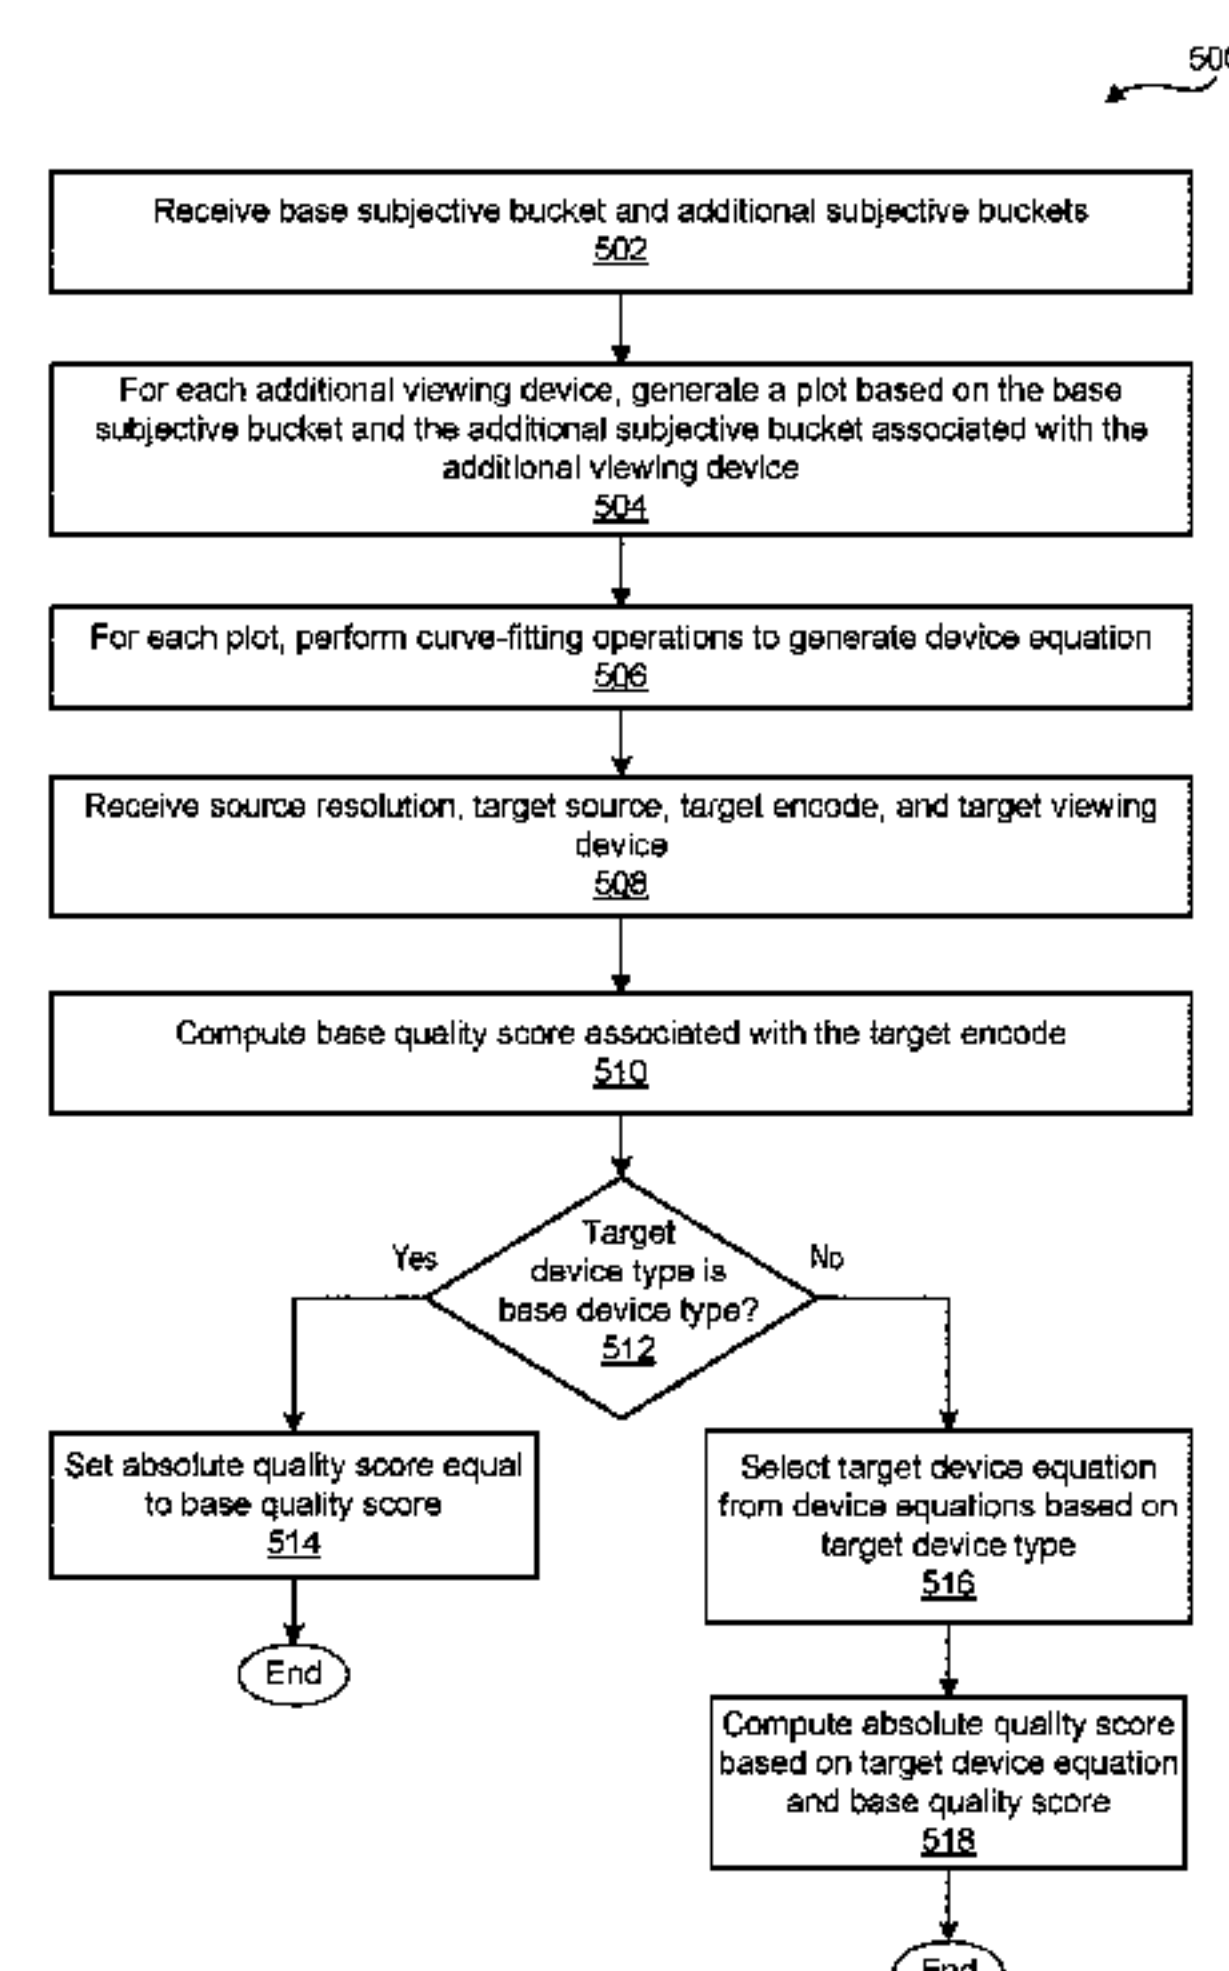 500
Receive base subjective bucket and additional subjective buckets
502
For each additional viewing device, generate a plot based on the base
subjective bucket and the additional subjective bucket associated with the
additional viewing device
504
For each plot, perform curve-fitting operations to generate device equation
506
Receive source resolution, target source, target encode, and target viewing
device
508
Compute base quality score associated with the target encode
510
Target
device type is
base device type?
512
Yes
No
Set absolute quality score equal
to base quality score
514
End
Select target device equation
from device equations based on
target device type
516
Compute absolute quality score
based on target device equation
and base quality score
518
End